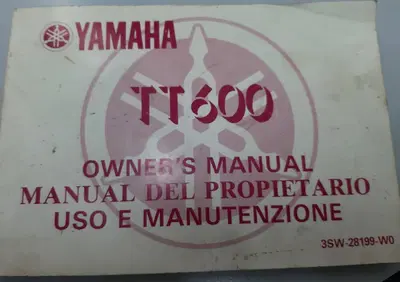 YAMAHA
TT600
OWNER'S MANUAL
MANUAL DEL PROPIETARIO
USO E MANUTENZIONE
3SW-28199-W0